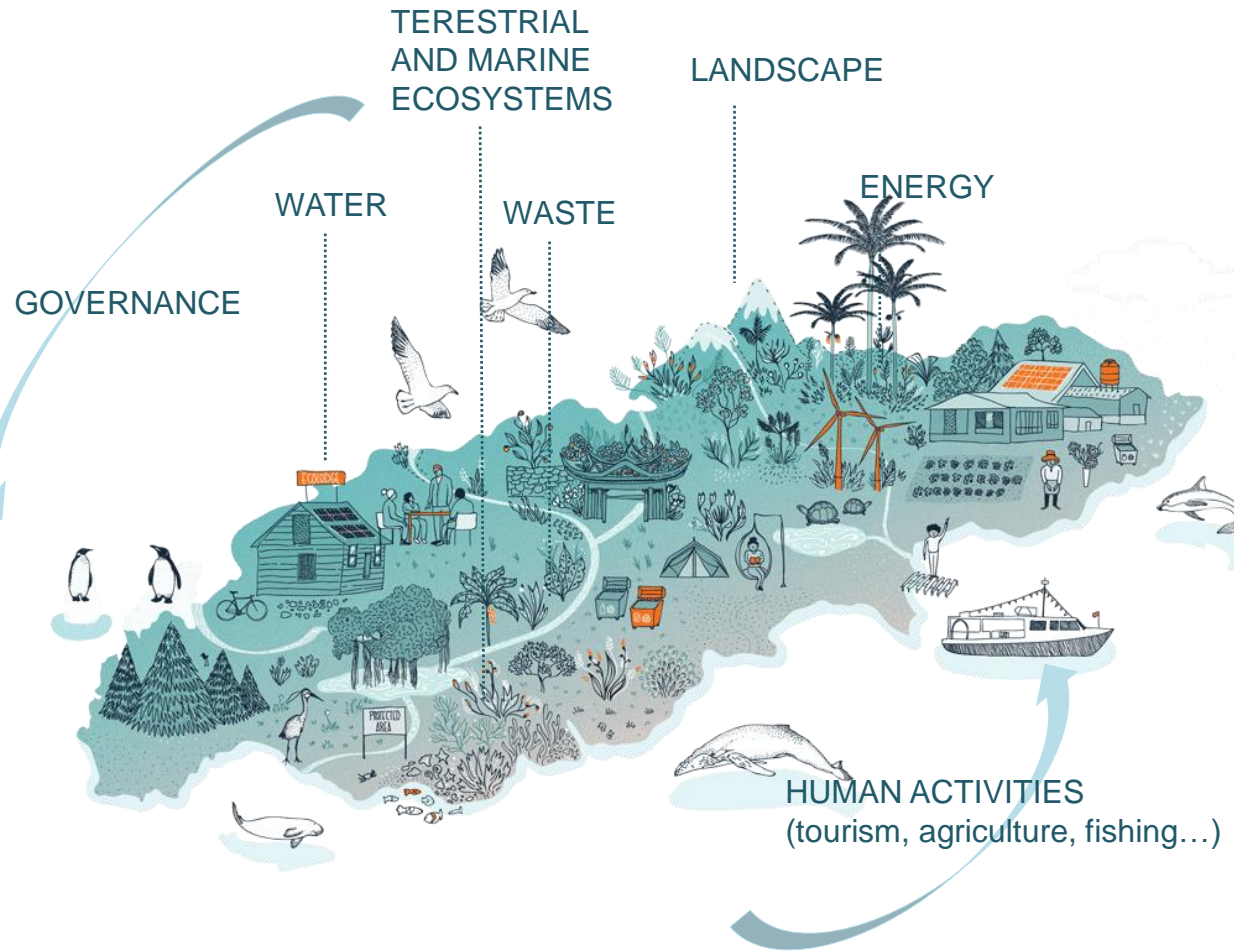 TERESTRIAL
AND MARINE
ECOSYSTEMS
LANDSCAPE
ENERGY
WATER
WASTE
GOVERNANCE
ECOLODGE
PROTECTED
AREA
HUMAN ACTIVITIES
(tourism, agriculture, fishing…)